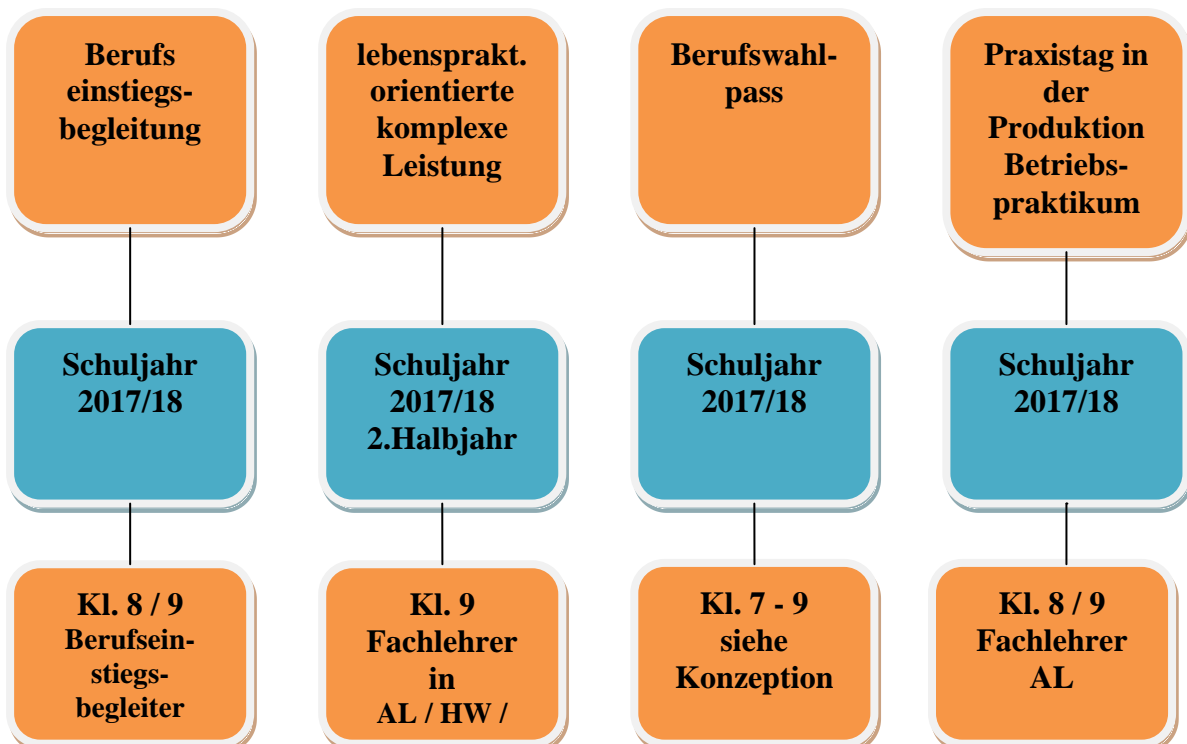 Berufs
einstiegs-
begleitung
lebensprakt.
orientierte
komplexe
Leistung
Berufswahl-
pass
Praxistag in
der
Produktion
Betriebs-
praktikum
Schuljahr
2017/18
Schuljahr
2017/18
2.Halbjahr
Schuljahr
2017/18
Schuljahr
2017/18
Kl. 8 / 9
Berufsein-
stiegs-
begleiter
Kl. 9
Fachlehrer
in
AL / HW /
Kl. 7 - 9
siehe
Konzeption
Kl. 8 / 9
Fachlehrer
AL